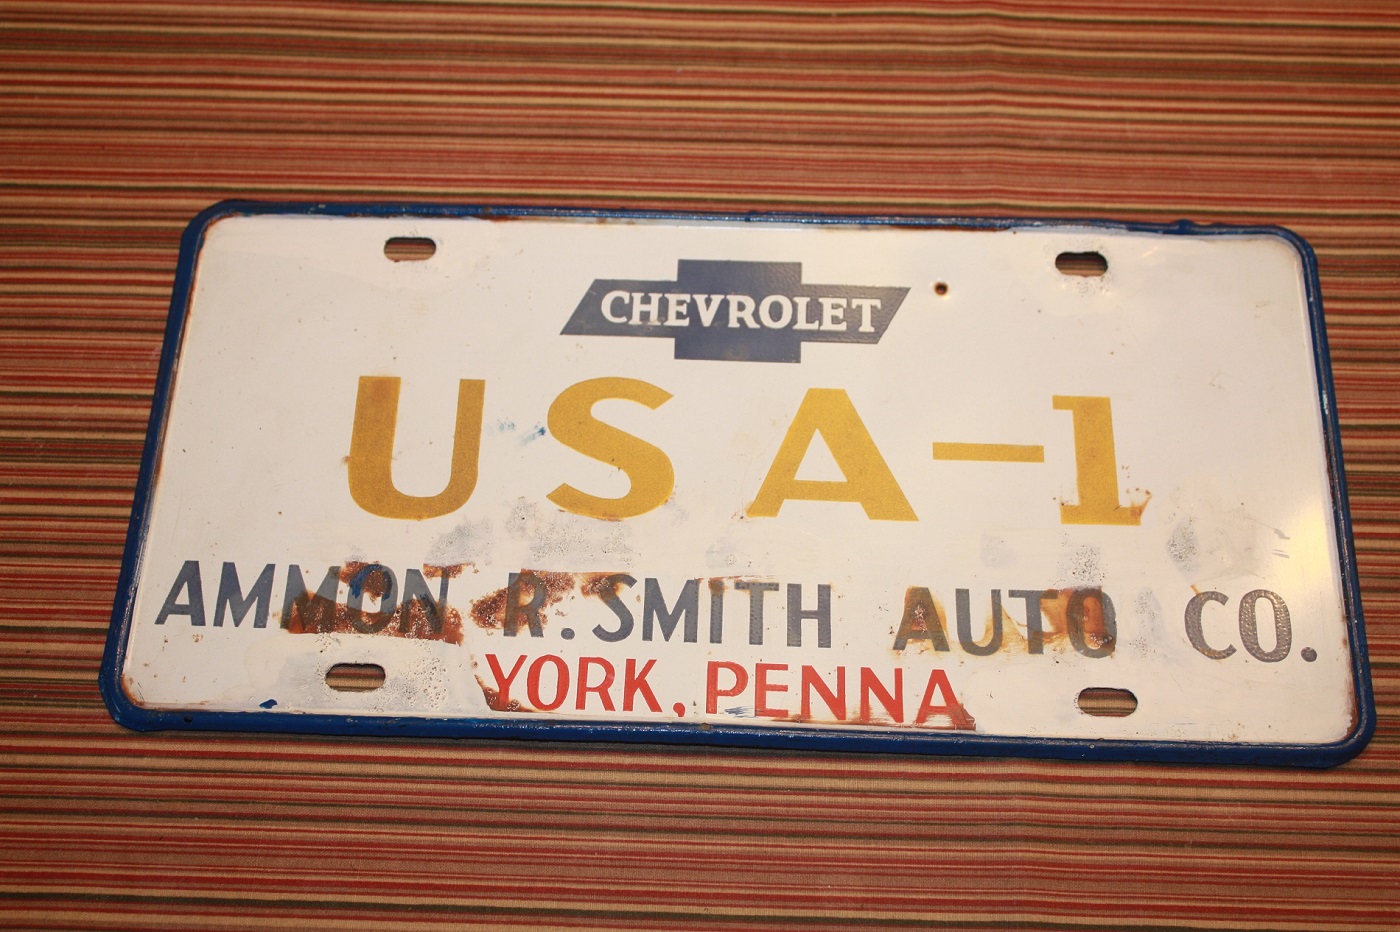 CHEVROLET
USA-1
AMMON R. SMITH AUTO CO.
YORK, PENNA